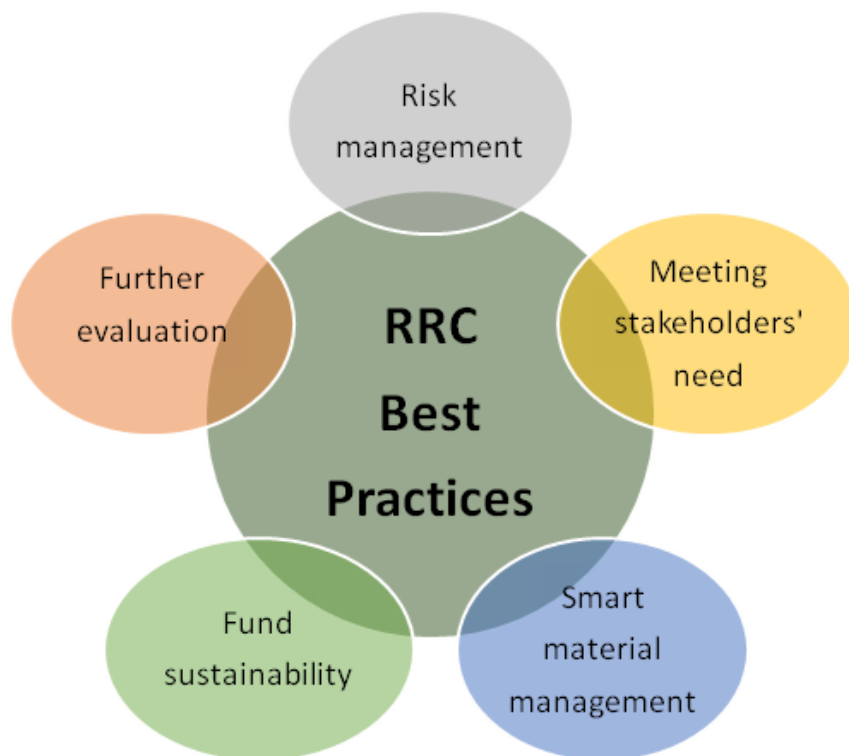 Risk
management
Further
evaluation
Meeting
stakeholders'
need
RRC
Best
Practices
Fund
sustainability
Smart
material
management